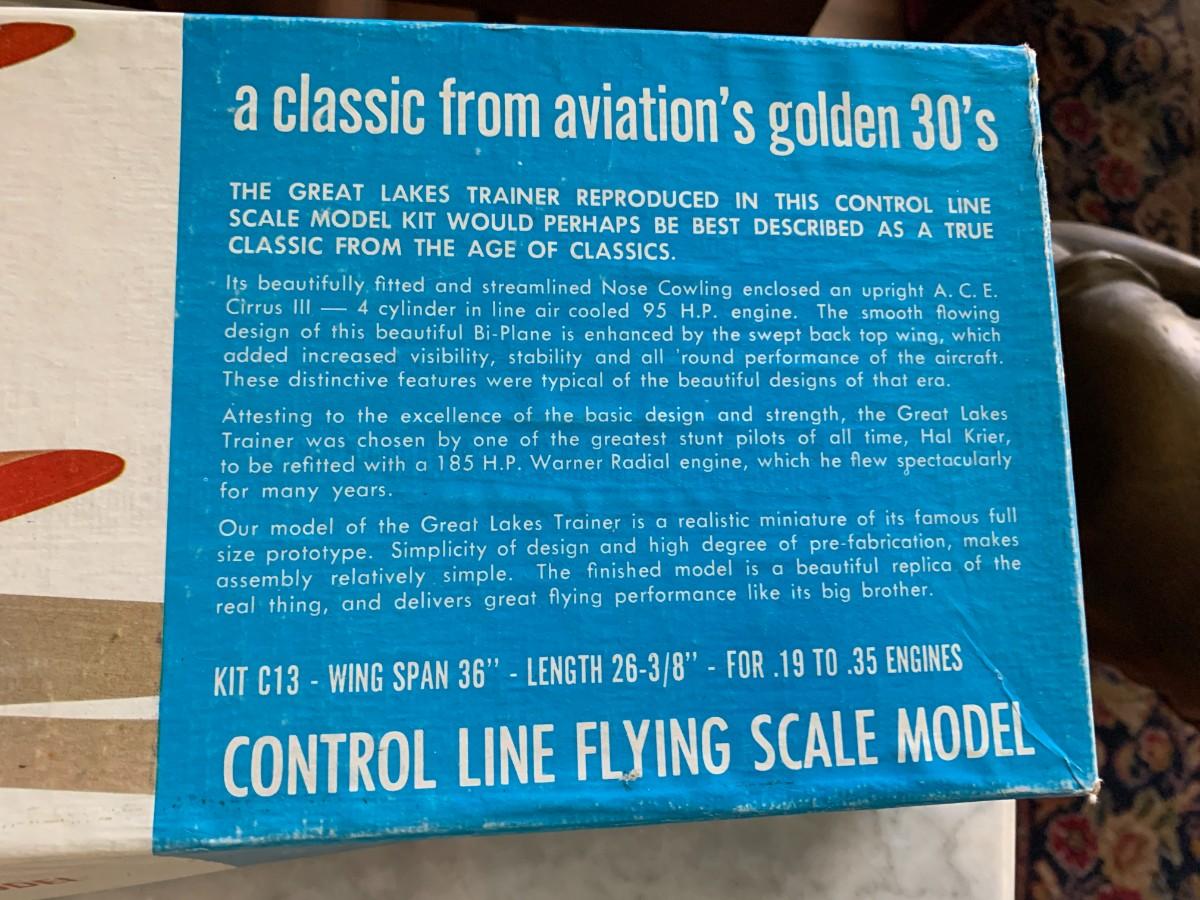 a classic from aviation's golden 30's
THE GREAT LAKES TRAINER REPRODUCED IN THIS CONTROL LINE
SCALE MODEL KIT WOULD PERHAPS BE BEST DESCRIBED AS A TRUE
CLASSIC FROM THE AGE OF CLASSICS.
Its beautifully fitted and streamlined Nose Cowling enclosed an upright A. C. E.
Cirrus III — 4 cylinder in line air cooled 95 H.P. engine. The smooth flowing
design of this beautiful Bi-Plane is enhanced by the swept back top wing, which
added increased visibility, stability and all 'round performance of the aircraft.
These distinctive features were typical of the beautiful designs of that era.
Attesting to the excellence of the basic design and strength, the Great Lakes
Trainer was chosen by one of the greatest stunt pilots of all time, Hal Krier,
to be refitted with a 185 H.P. Warner Radial engine, which he flew spectacularly
for many years.
Our model of the Great Lakes Trainer is a realistic miniature of its famous full
size prototype. Simplicity of design and high degree of pre-fabrication, makes
assembly relatively simple. The finished model is a beautiful replica of the
real thing, and delivers great flying performance like its big brother.
KIT C13 - WING SPAN 36" - LENGTH 26-3/8" - FOR .19 TO .35 ENGINES
CONTROL LINE FLYING SCALE MODEL